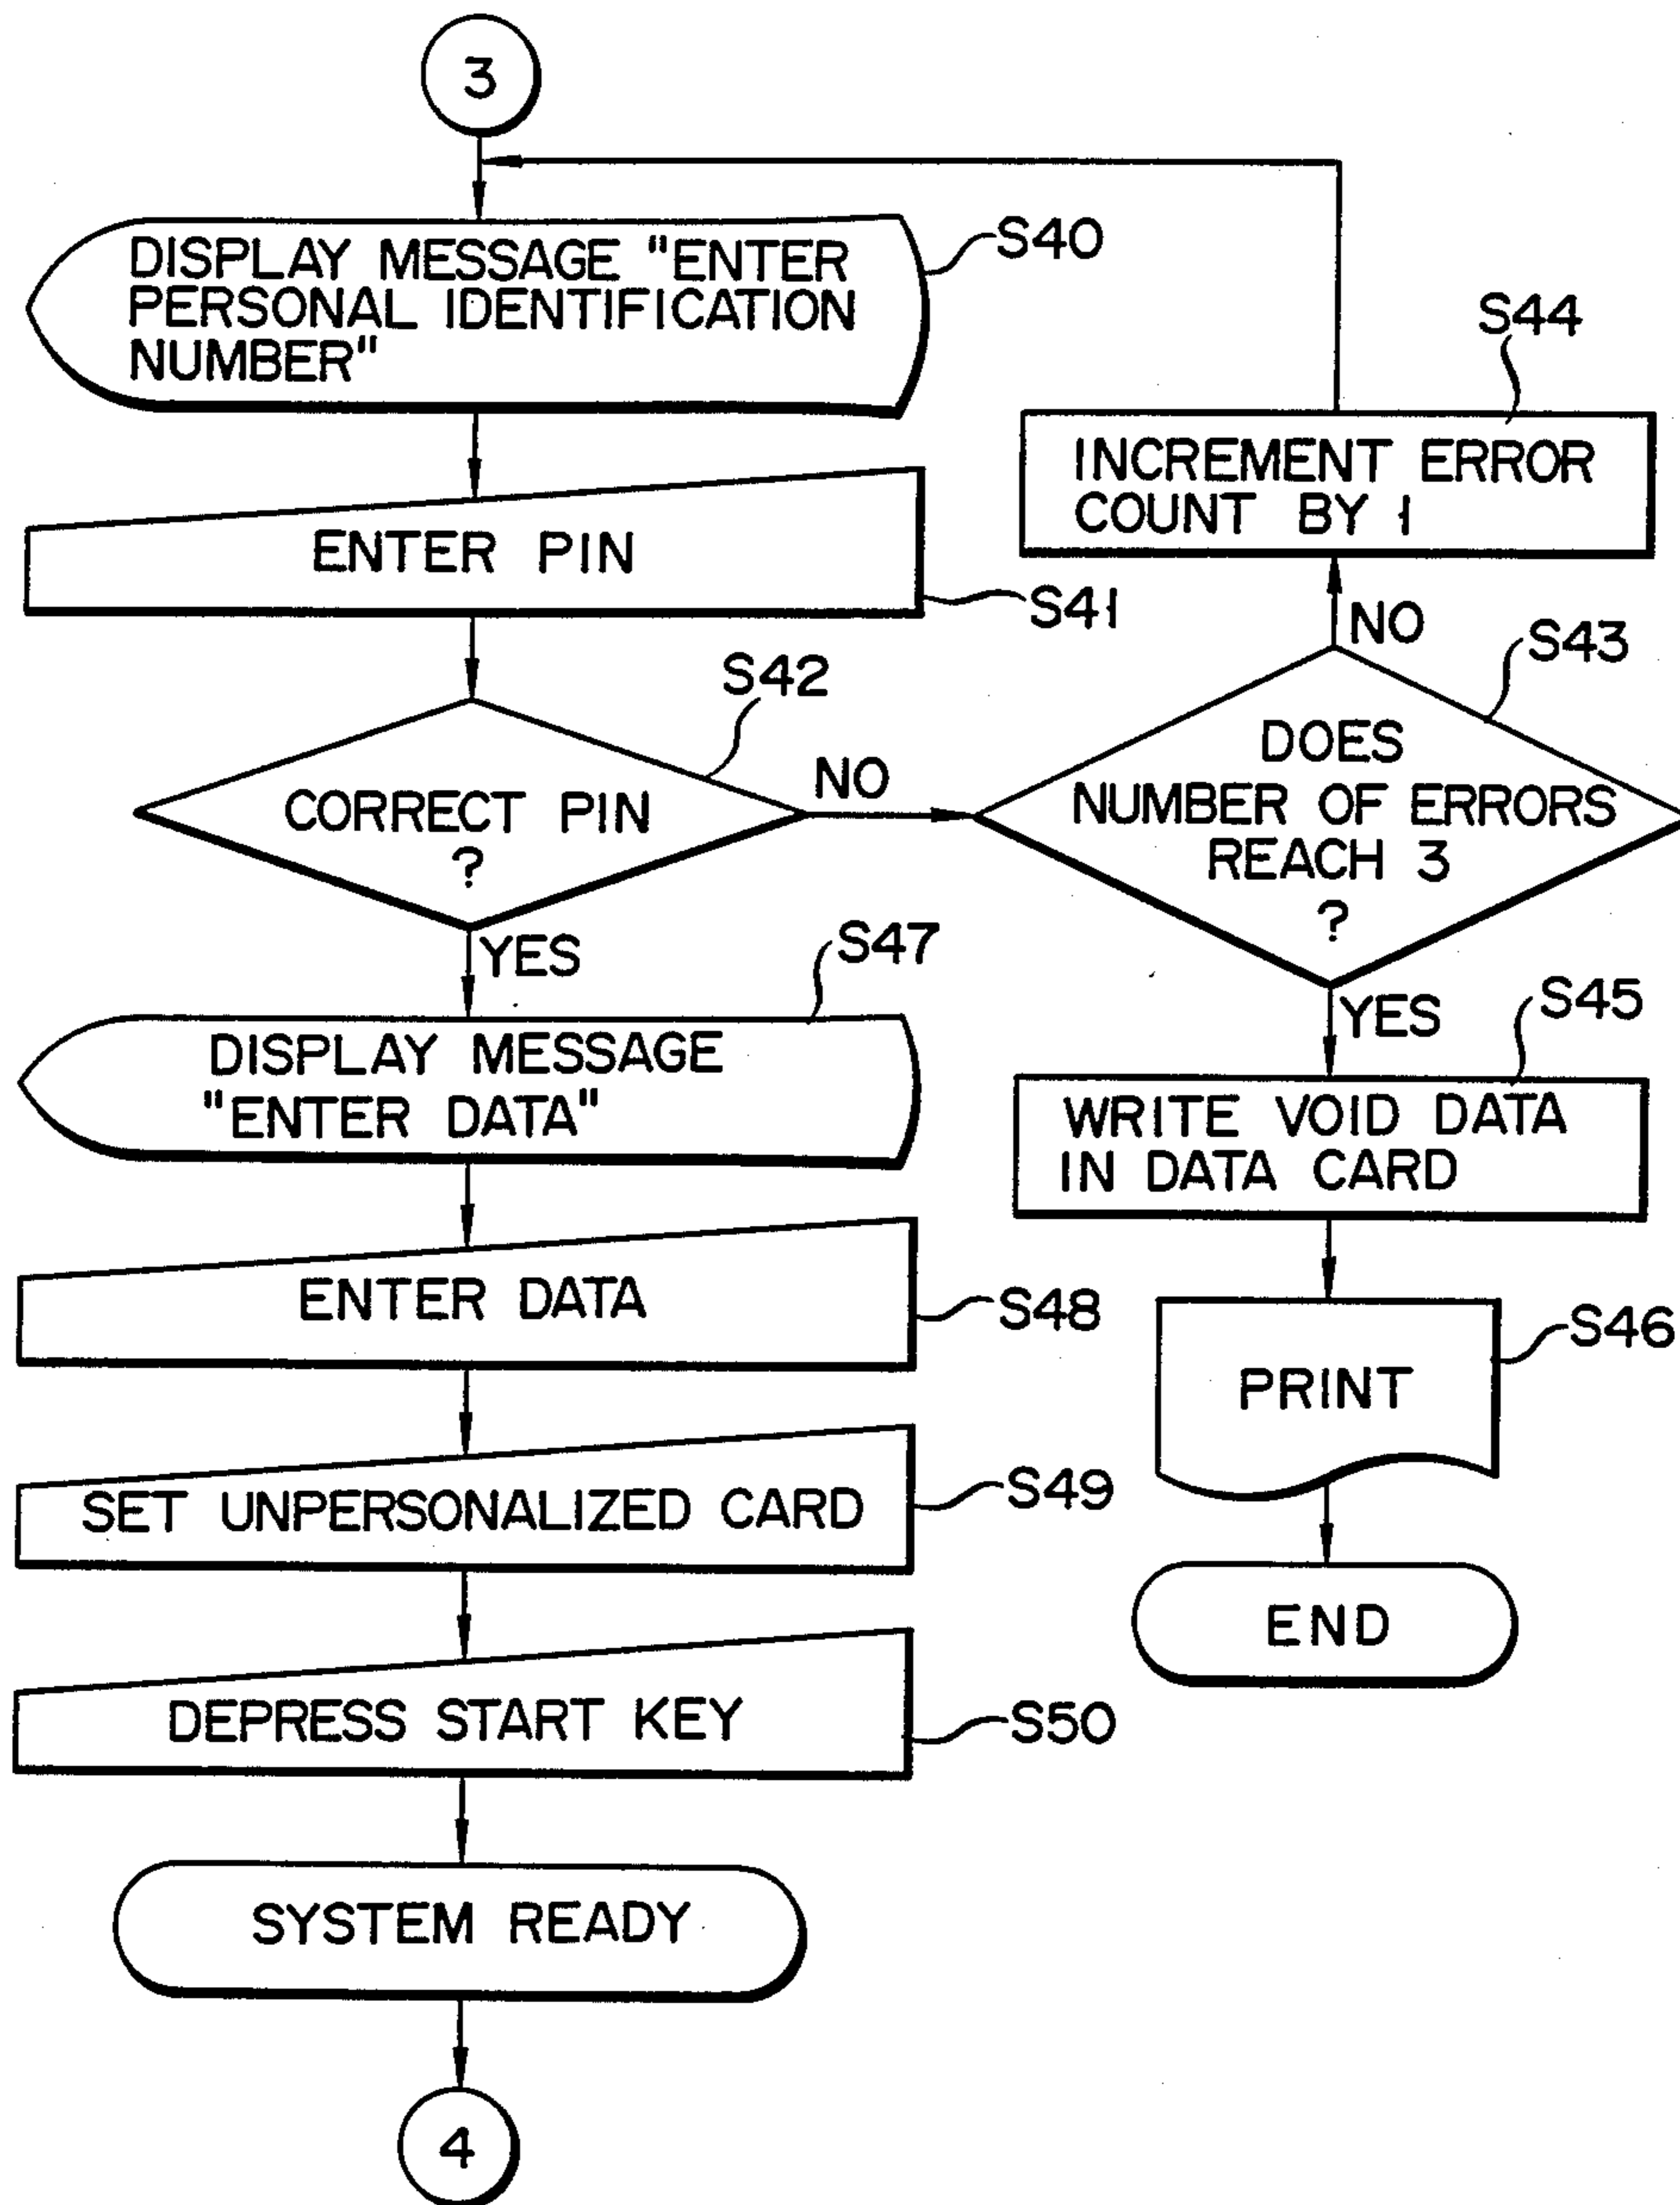 3
DISPLAY MESSAGE "ENTER
PERSONAL IDENTIFICATION
NUMBER"
S40
ENTER PIN
S41
CORRECT PIN
?
S42
NO
YES
DOES
NUMBER OF ERRORS
REACH 3
?
S43
NO
YES
INCREMENT ERROR
COUNT BY 1
S44
WRITE VOID DATA
IN DATA CARD
S45
PRINT
S46
END
DISPLAY MESSAGE
"ENTER DATA"
S47
ENTER DATA
S48
SET UNPERSONALIZED CARD
S49
DEPRESS START KEY
S50
SYSTEM READY
4